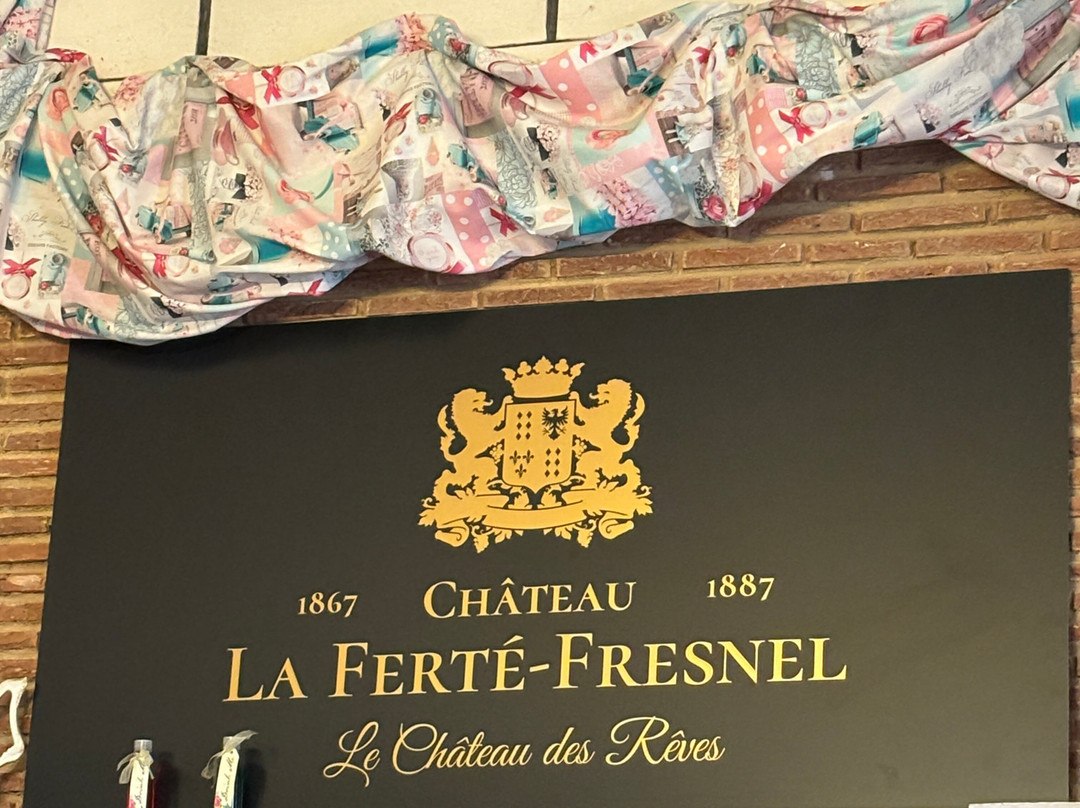 1867 CHÂTEAU 1887
LA FERTÉ-FRESNEL
Le Château des Rêves